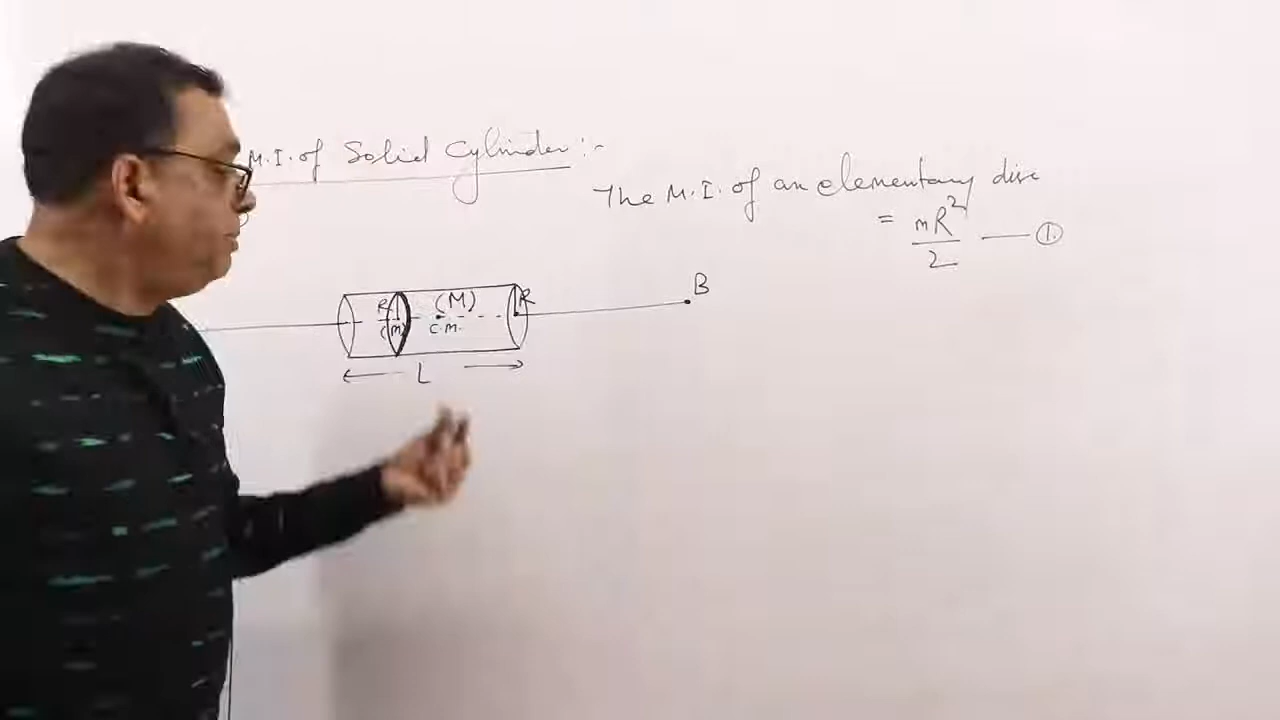 M.I. of Solid Cylinder :-
The M.I. of an elementary disc
= mR²/2 —— ①
B
R (M) R
(m) C.M.
L